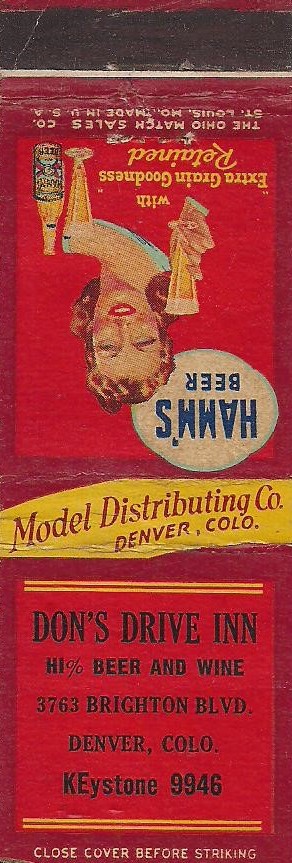 THE OHIO MATCH SALES CO.
ST. LOUIS, MO., MADE IN U.S.A.
HAMM'S
BEER
with
"Extra Grain Goodness"
Retained
Model Distributing Co.
DENVER, COLO.
DON'S DRIVE INN
HI% BEER AND WINE
3763 BRIGHTON BLVD.
DENVER, COLO.
KEystone 9946
CLOSE COVER BEFORE STRIKING